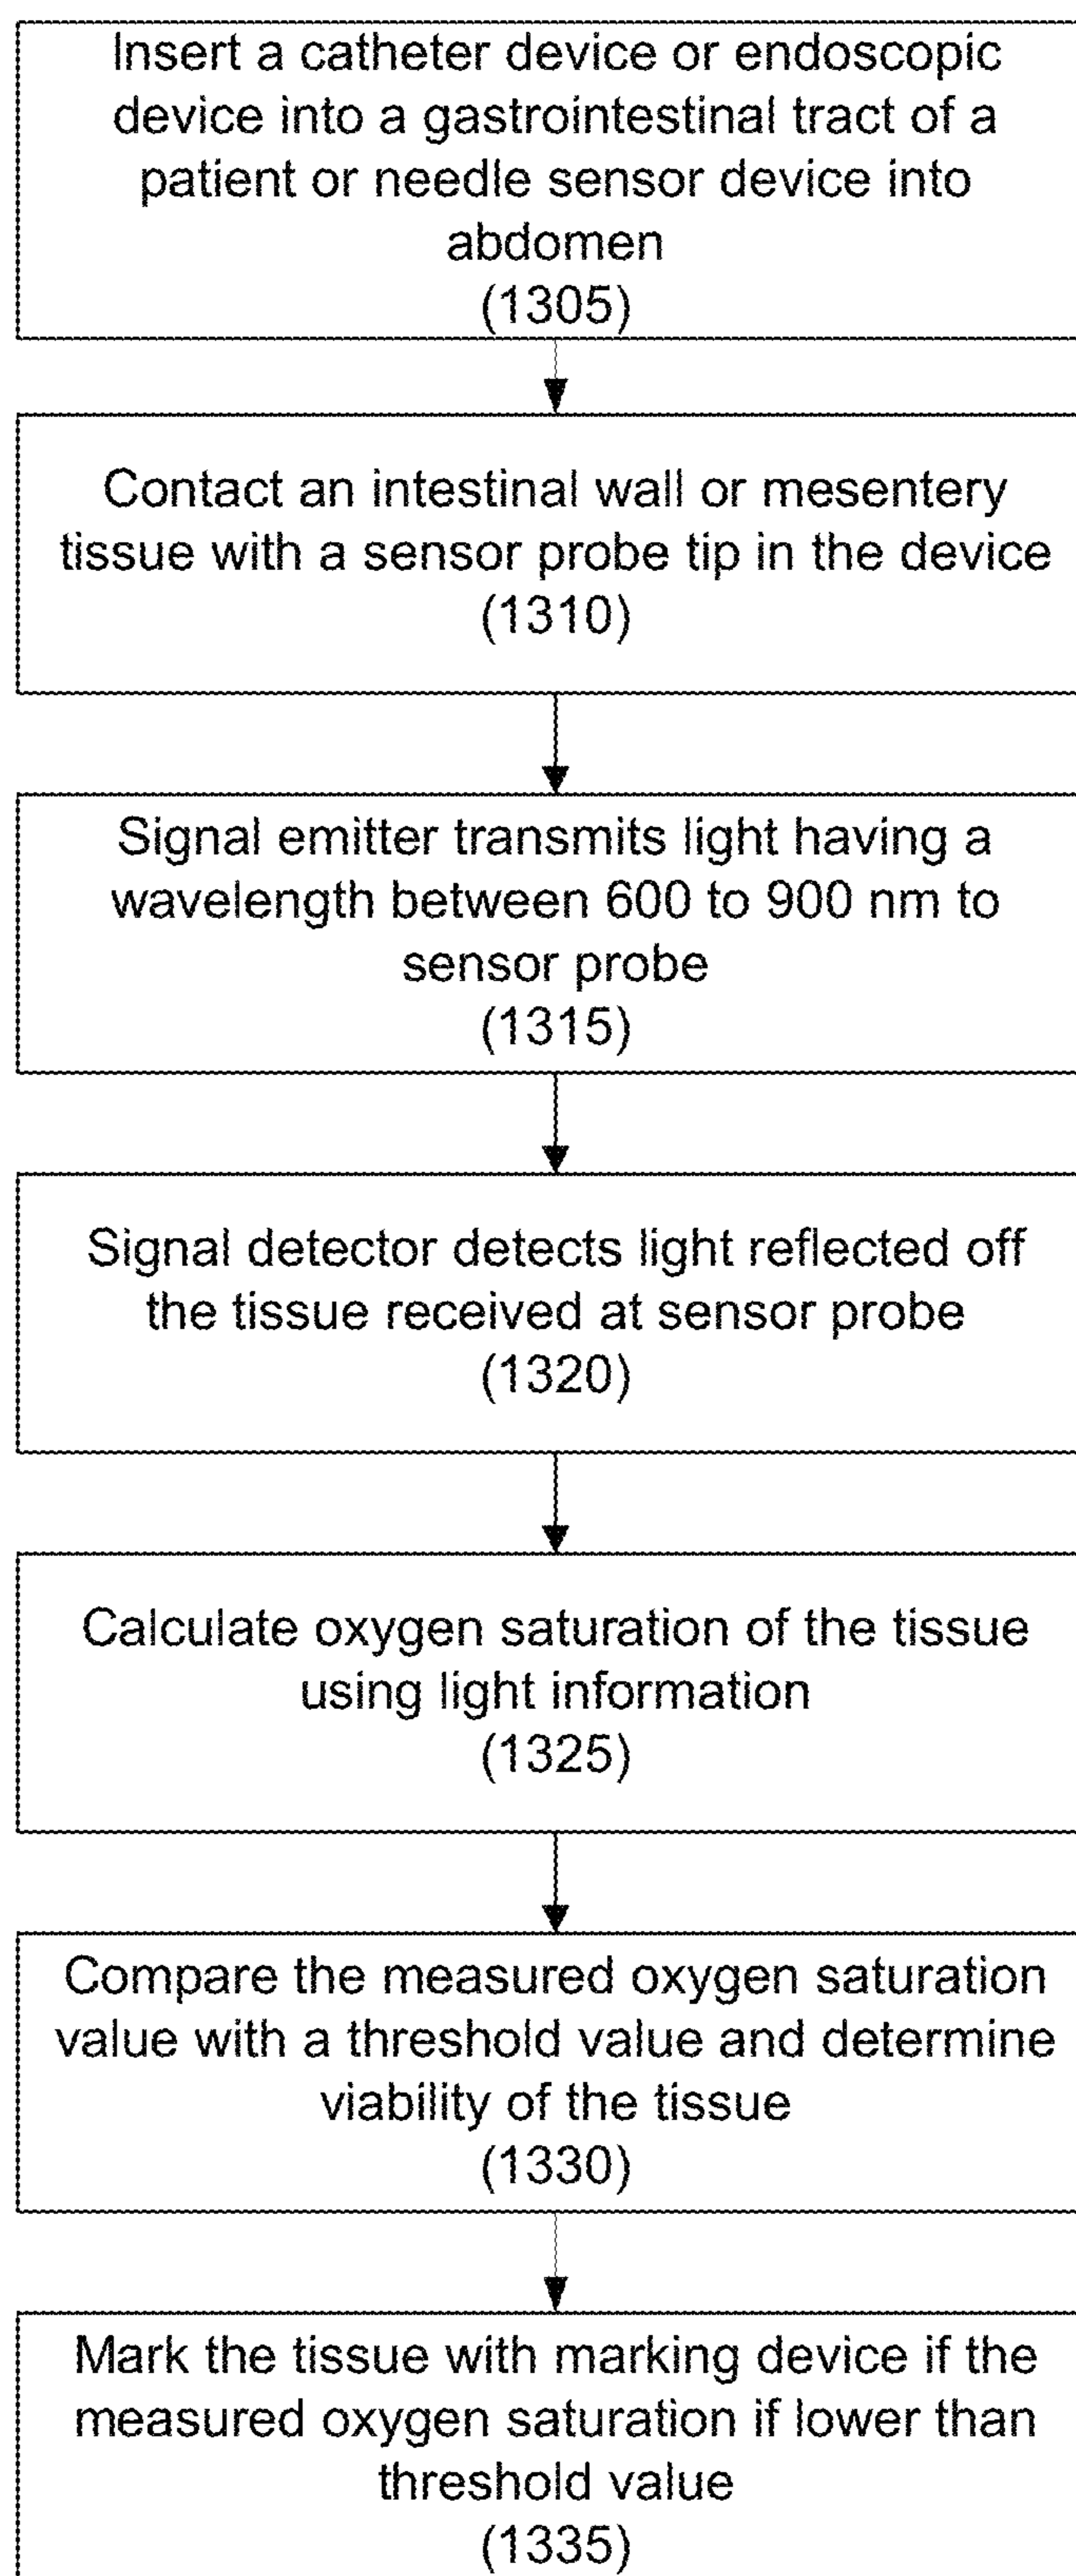 Insert a catheter device or endoscopic
device into a gastrointestinal tract of a
patient or needle sensor device into
abdomen
(1305)
Contact an intestinal wall or mesentery
tissue with a sensor probe tip in the device
(1310)
Signal emitter transmits light having a
wavelength between 600 to 900 nm to
sensor probe
(1315)
Signal detector detects light reflected off
the tissue received at sensor probe
(1320)
Calculate oxygen saturation of the tissue
using light information
(1325)
Compare the measured oxygen saturation
value with a threshold value and determine
viability of the tissue
(1330)
Mark the tissue with marking device if the
measured oxygen saturation if lower than
threshold value
(1335)